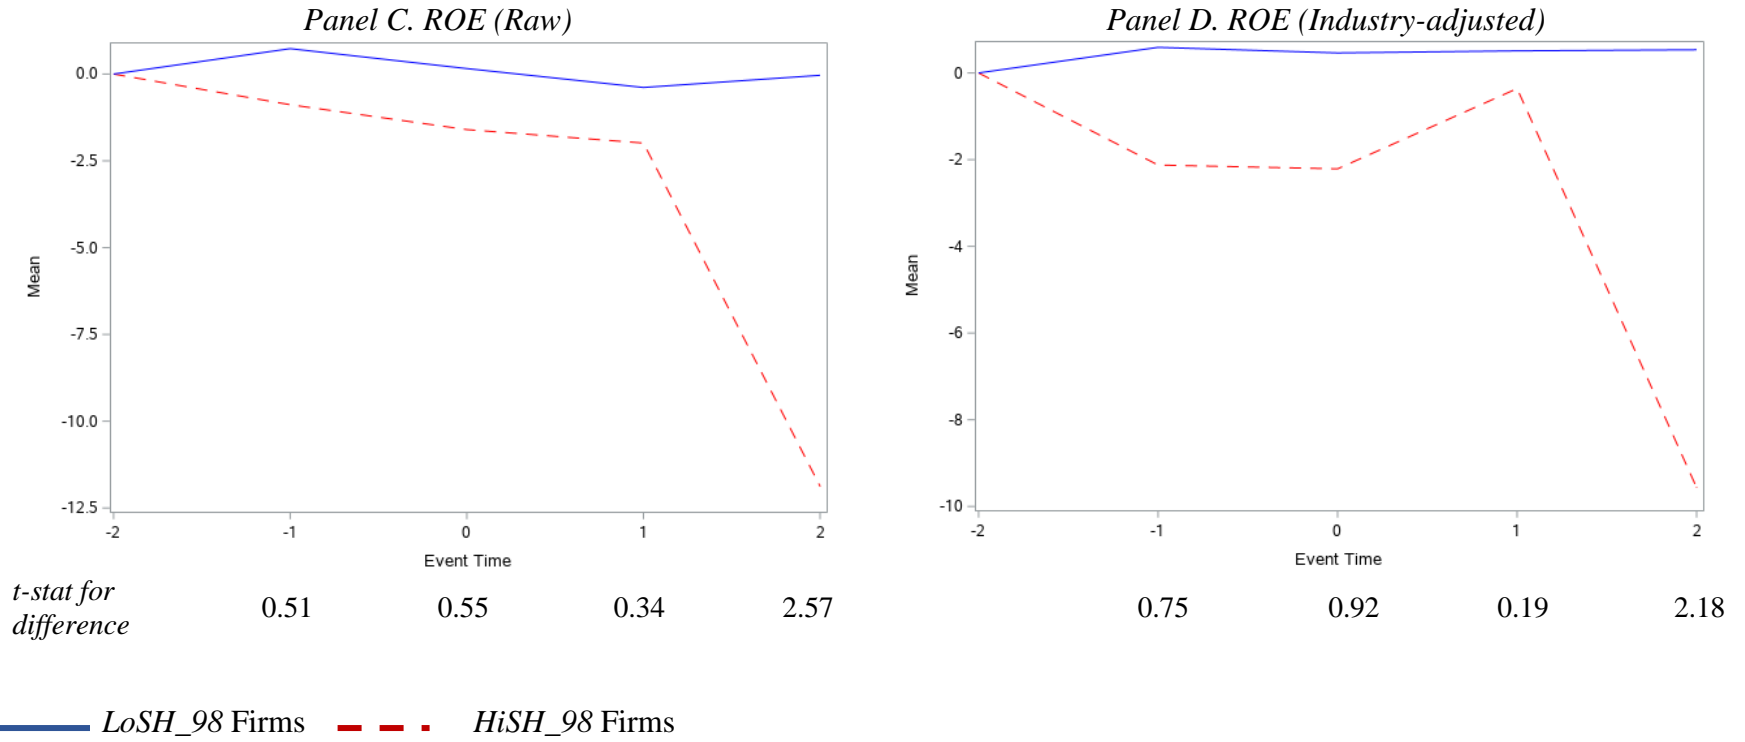 Panel C. ROE (Raw)
0.0
-2.5
-5.0
-7.5
-10.0
-12.5
Mean
-2 -1 0 1 2
Event Time
Panel D. ROE (Industry-adjusted)
0
-2
-4
-6
-8
-10
Mean
-2 -1 0 1 2
Event Time
t-stat for
difference
0.51 0.55 0.34 2.57
0.75 0.92 0.19 2.18
LoSH_98 Firms HiSH_98 Firms